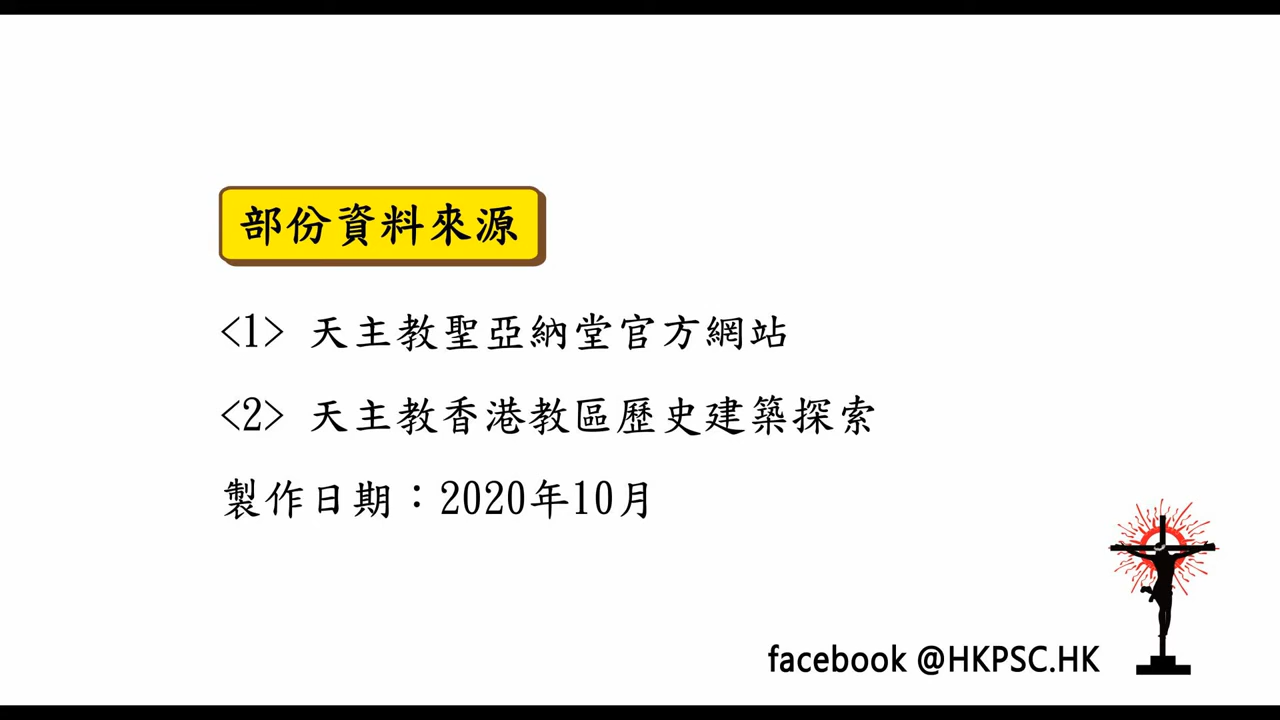 部份資料來源
<1> 天主教聖亞納堂官方網站
<2> 天主教香港教區歷史建築探索
製作日期：2020年10月
facebook @HKPSC.HK